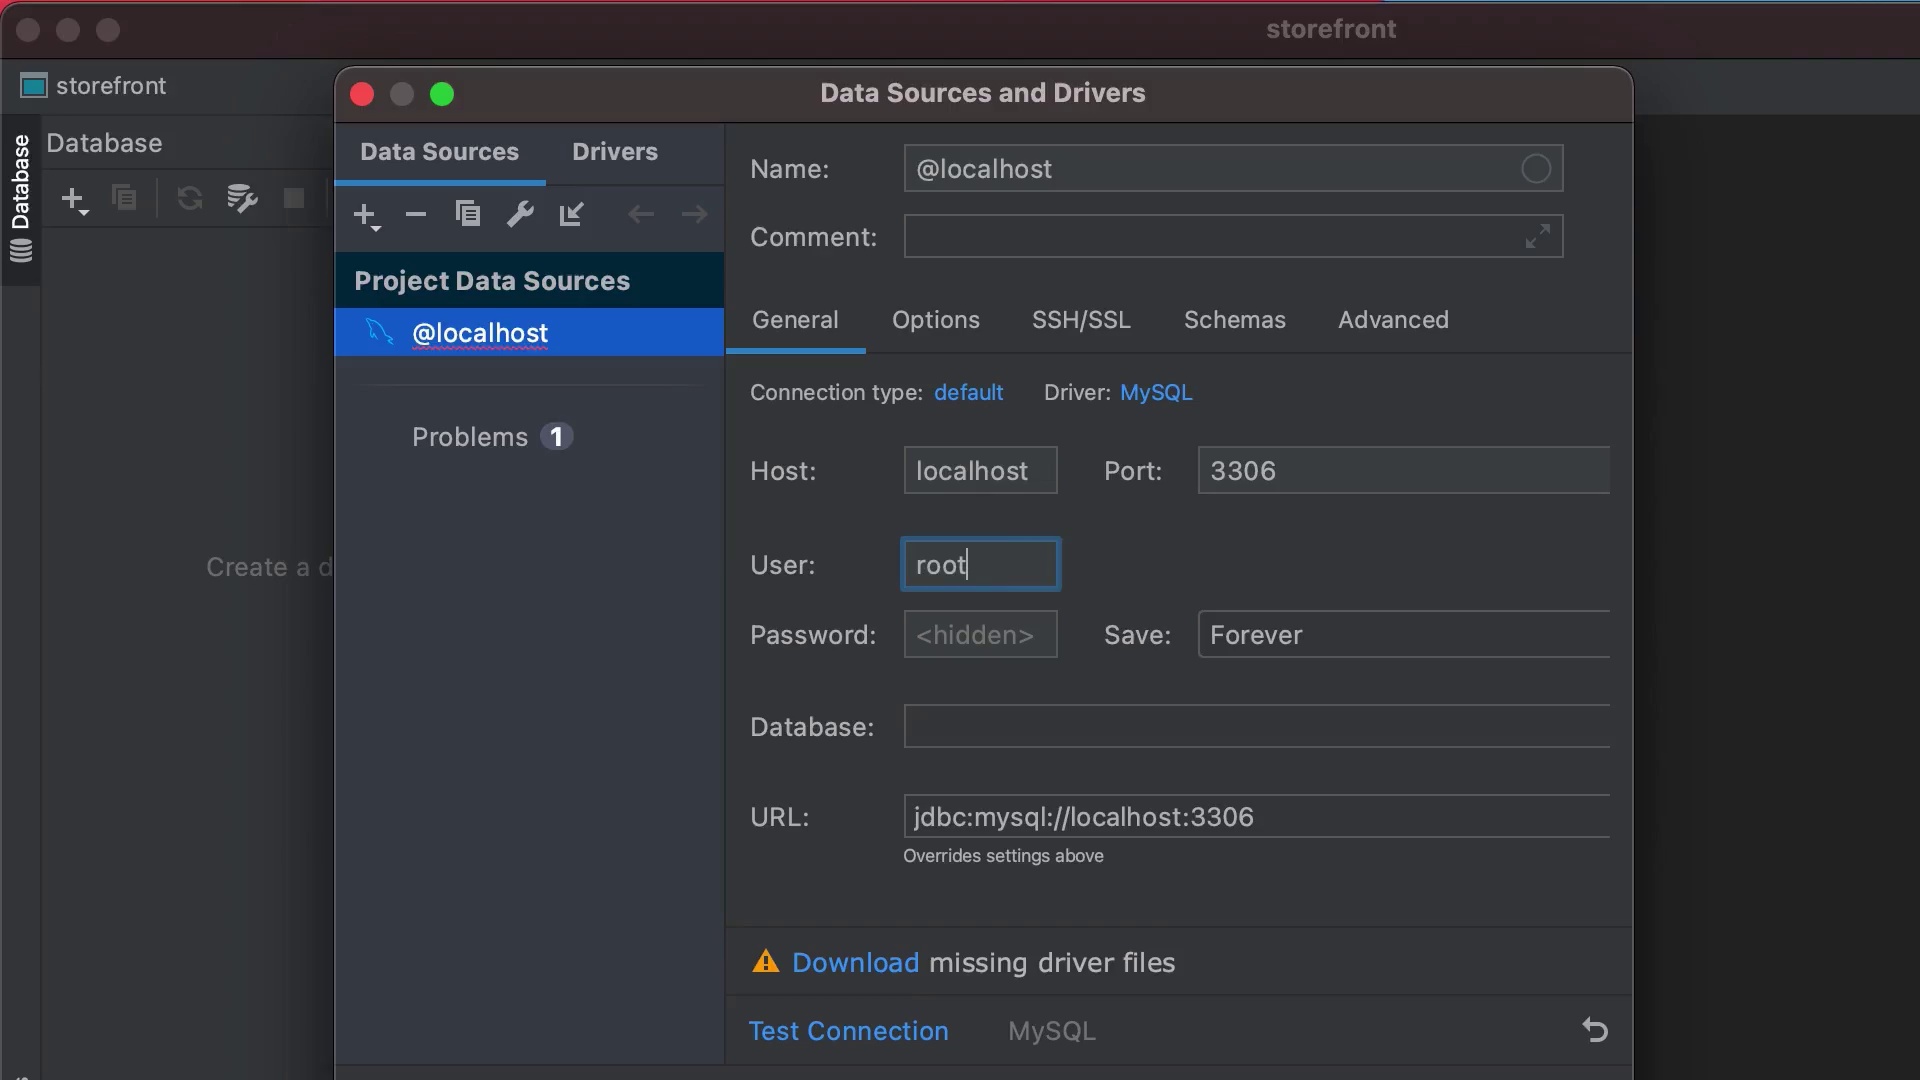 storefront
storefront
Database
Database
Create a d
Data Sources and Drivers
Data Sources
Drivers
Project Data Sources
@localhost
Problems 1
Name: @localhost
Comment:
General Options SSH/SSL Schemas Advanced
Connection type: default Driver: MySQL
Host: localhost Port: 3306
User: root
Password: <hidden> Save: Forever
Database:
URL: jdbc:mysql://localhost:3306
Overrides settings above
Download missing driver files
Test Connection MySQL